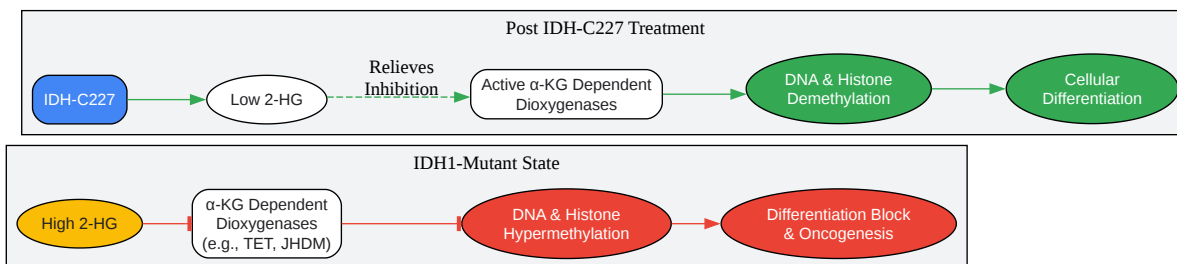 Post IDH-C227 Treatment
IDH-C227
Low 2-HG
Relieves
Inhibition
Active α-KG Dependent
Dioxygenases
DNA & Histone
Demethylation
Cellular
Differentiation
IDH1-Mutant State
High 2-HG
α-KG Dependent
Dioxygenases
(e.g., TET, JHDM)
DNA & Histone
Hypermethylation
Differentiation Block
& Oncogenesis